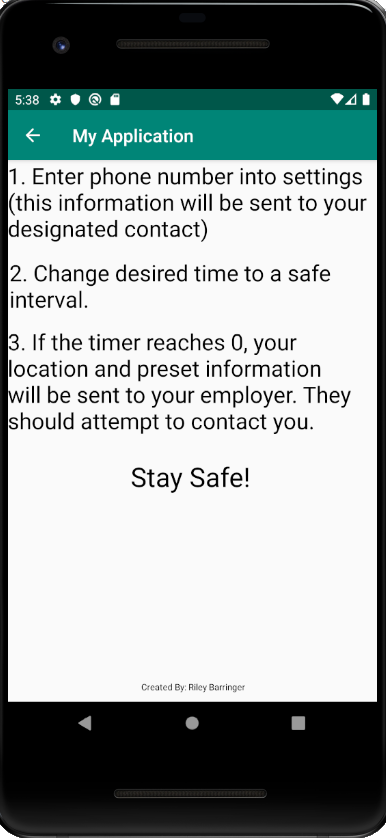 5:38
My Application
1. Enter phone number into settings
(this information will be sent to your
designated contact)
2. Change desired time to a safe
interval.
3. If the timer reaches 0, your
location and preset information
will be sent to your employer. They
should attempt to contact you.
Stay Safe!
Created By: Riley Barringer